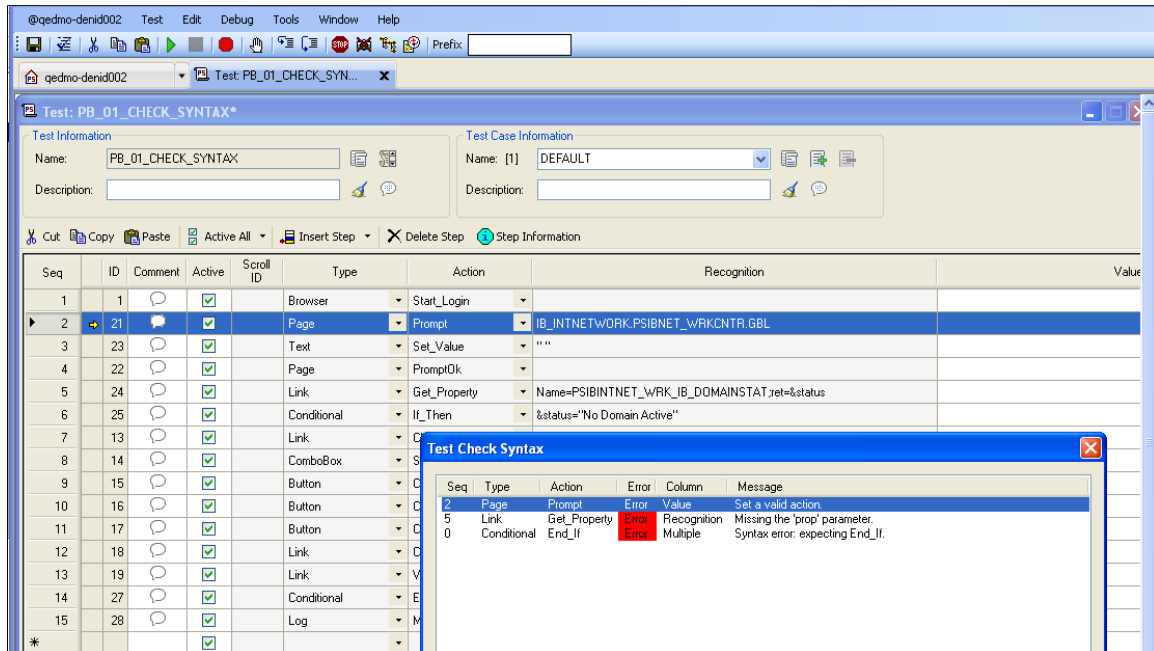 @qedmo-denid002 Test Edit Debug Tools Window Help
STOP Prefix
qedmo-denid002 Test: PB_01_CHECK_SYN... X
Test: PB_01_CHECK_SYNTAX*
Test Information Test Case Information
Name: PB_01_CHECK_SYNTAX Name: [1] DEFAULT
Description: Description:
Cut Copy Paste Active All Insert Step Delete Step Step Information
Seq ID Comment Active Scroll ID Type Action Recognition Value
1 1 Browser Start_Login
2 21 Page Prompt IB_INTNETWORK.PSIBNET_WRKCNTR.GBL
3 23 Text Set_Value " "
4 22 Page PromptOk
5 24 Link Get_Property Name=PSIBINTNET_WRK_IB_DOMAINSTAT;ret=&status
6 25 Conditional If_Then &status="No Domain Active"
7 13 Link C
8 14 ComboBox S
9 15 Button C
10 16 Button C
11 17 Button C
12 18 Link C
13 19 Link V
14 27 Conditional E
15 28 Log M
*
Test Check Syntax
Seq Type Action Error Column Message
2 Page Prompt Error Value Set a valid action.
5 Link Get_Property Error Recognition Missing the 'prop' parameter.
0 Conditional End_If Error Multiple Syntax error: expecting End_If.